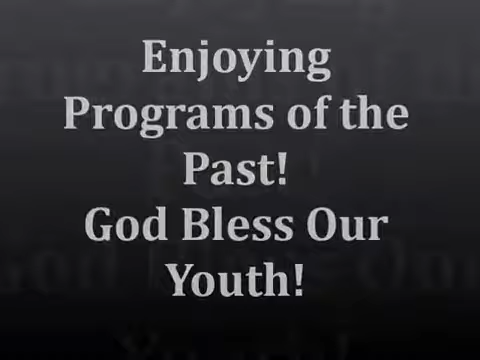 Enjoying
Programs of the
Past!
God Bless Our
Youth!